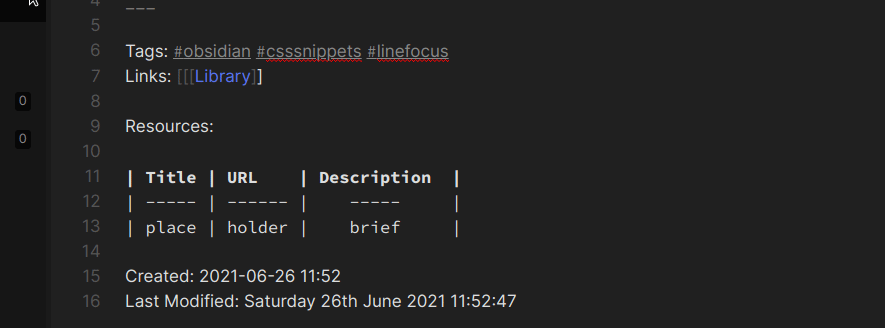 4 ---
5
6 Tags: #obsidian #csssnippets #linefocus
7 Links: [[[Library]]
0
8
9 Resources:
0
10
11 | Title | URL    | Description  |
12 | ----- | ------ |    -----     |
13 | place | holder |    brief     |
14
15 Created: 2021-06-26 11:52
16 Last Modified: Saturday 26th June 2021 11:52:47